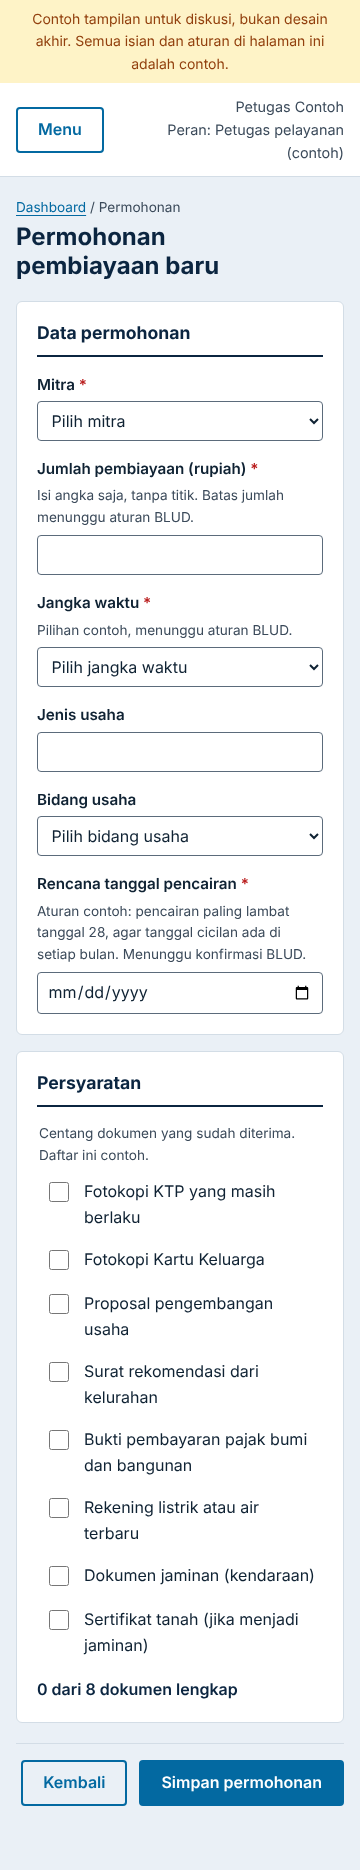 Contoh tampilan untuk diskusi, bukan desain
akhir. Semua isian dan aturan di halaman ini
adalah contoh.
Menu
Petugas Contoh
Peran: Petugas pelayanan
(contoh)
Dashboard / Permohonan
Permohonan
pembiayaan baru
Data permohonan
Mitra *
Pilih mitra
Jumlah pembiayaan (rupiah) *
Isi angka saja, tanpa titik. Batas jumlah
menunggu aturan BLUD.
Jangka waktu *
Pilihan contoh, menunggu aturan BLUD.
Pilih jangka waktu
Jenis usaha
Bidang usaha
Pilih bidang usaha
Rencana tanggal pencairan *
Aturan contoh: pencairan paling lambat
tanggal 28, agar tanggal cicilan ada di
setiap bulan. Menunggu konfirmasi BLUD.
mm/dd/yyyy
Persyaratan
Centang dokumen yang sudah diterima.
Daftar ini contoh.
Fotokopi KTP yang masih
berlaku
Fotokopi Kartu Keluarga
Proposal pengembangan
usaha
Surat rekomendasi dari
kelurahan
Bukti pembayaran pajak bumi
dan bangunan
Rekening listrik atau air
terbaru
Dokumen jaminan (kendaraan)
Sertifikat tanah (jika menjadi
jaminan)
0 dari 8 dokumen lengkap
Kembali
Simpan permohonan